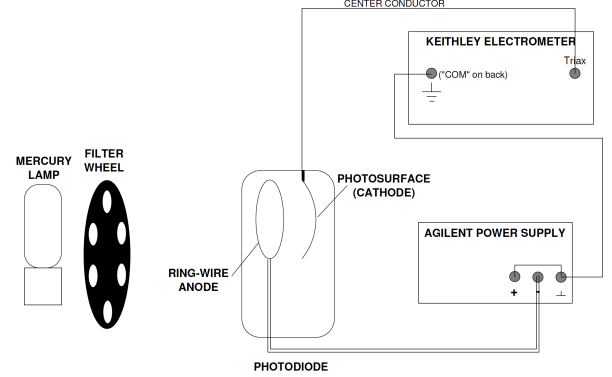 CENTER CONDUCTOR
KEITHLEY ELECTROMETER
Triax
("COM" on back)
MERCURY
LAMP
FILTER
WHEEL
PHOTOSURFACE
(CATHODE)
AGILENT POWER SUPPLY
RING-WIRE
ANODE
+ -
PHOTODIODE